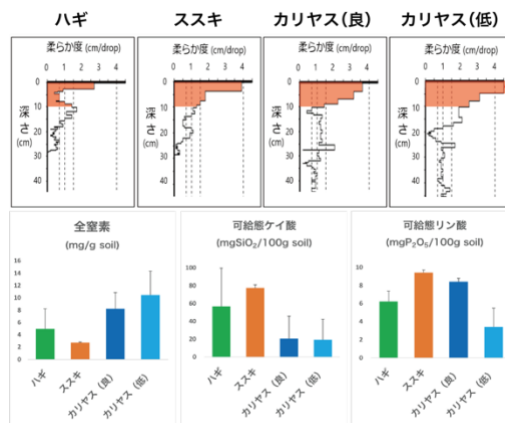 ハギ ススキ カリヤス(良) カリヤス(低)
柔らか度 (cm/drop) 柔らか度 (cm/drop) 柔らか度 (cm/drop) 柔らか度 (cm/drop)
0 1 2 3 4 0 1 2 3 4 0 1 2 3 4 0 1 2 3 4
0 0 0 0
10 10 10 10
深さ 深さ 深さ 深さ
20 20 20 20
(cm) (cm) (cm) (cm)
30 30 30 30
40 40 40 40
全窒素 可給態ケイ酸 可給態リン酸
(mg/g soil) (mgSiO₂/100g soil) (mgP₂O₅/100g soil)
16
14
12
10
8
6
4
2
0
ハギ
ススキ
カリヤス(良)
カリヤス(低)
100
80
60
40
20
0
ハギ
ススキ
カリヤス(良)
カリヤス(低)
10
8
6
4
2
0
ハギ
ススキ
カリヤス(良)
カリヤス(低)